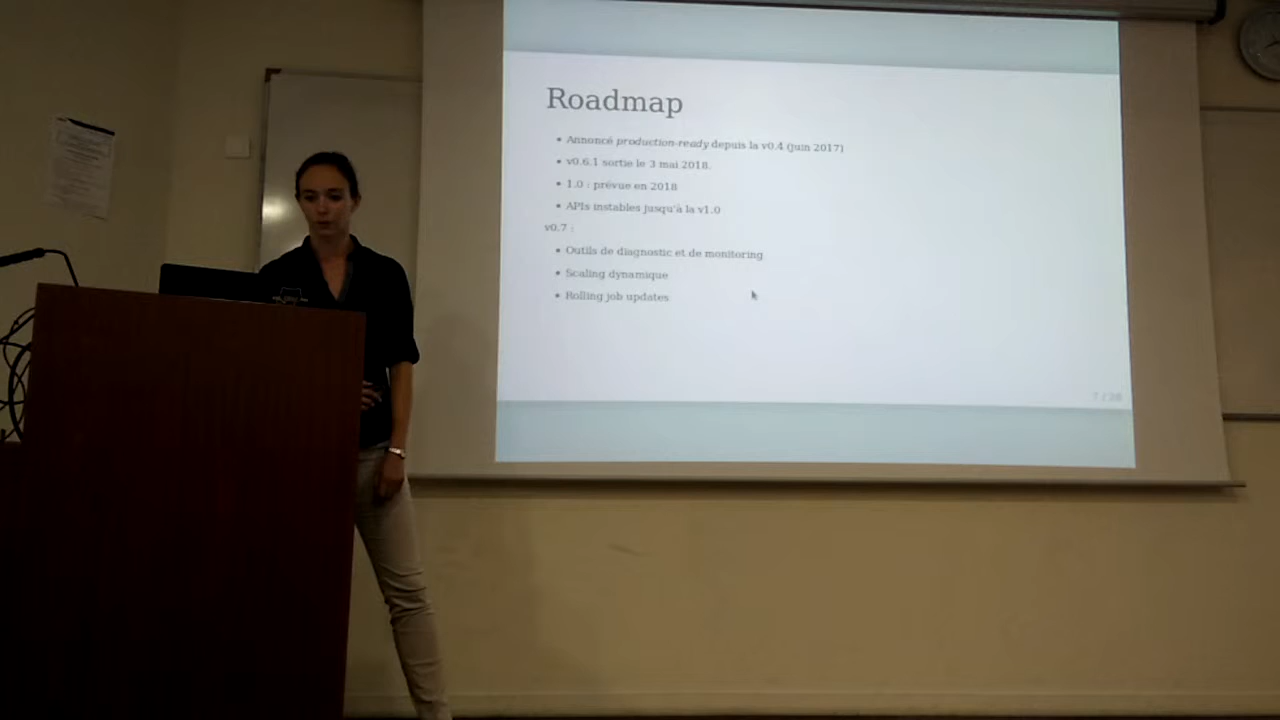 Roadmap
• Annoncé production-ready depuis la v0.4 (juin 2017)
• v0.6.1 sortie le 3 mai 2018.
• 1.0 : prévue en 2018
• APIs instables jusqu'à la v1.0
v0.7 :
• Outils de diagnostic et de monitoring
• Scaling dynamique
• Rolling job updates